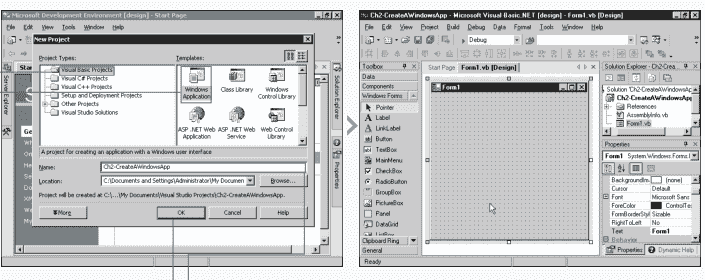 Microsoft Development Environment [design] - Start Page
File Edit View Tools Window Help
New Project
Project Types:
Templates:
Visual Basic Projects
Visual C# Projects
Visual C++ Projects
Setup and Deployment Projects
Other Projects
Visual Studio Solutions
Windows Application
Class Library
Windows Control Library
ASP .NET Web Application
ASP .NET Web Service
Web Control Library
A project for creating an application with a Windows user interface
Name:
Ch2-CreateAWindowsApp
Location:
C:\Documents and Settings\Administrator\My Documen
Browse...
Project will be created at C:\...\My Documents\Visual Studio Projects\Ch2-CreateAWindowsApp.
More
OK
Cancel
Help
Server Explorer
Solution Explorer
Properties
Ch2-CreateAWindowsApp - Microsoft Visual Basic.NET [design] - Form1.vb [Design]
File Edit View Project Build Debug Data Format Tools Window Help
Debug
Toolbox
Data
Components
Windows Forms
Pointer
A Label
A LinkLabel
ab Button
abl TextBox
MainMenu
CheckBox
RadioButton
GroupBox
PictureBox
Panel
DataGrid
ListBox
Clipboard Ring
General
Ready
Start Page Form1.vb [Design]
Form1
Solution Explorer - Ch2-Crea...
Solution 'Ch2-CreateAWindowsApp
Ch2-CreateAWindowsApp
References
AssemblyInfo.vb
Form1.vb
Properties
Form1 System.Windows.Forms.F
BackgroundIm (none)
Cursor Default
Font Microsoft Sans
ForeColor ControlTe
FormBorderStyl Sizable
RightToLeft No
Text Form1
Behavior
Properties Dynamic Help